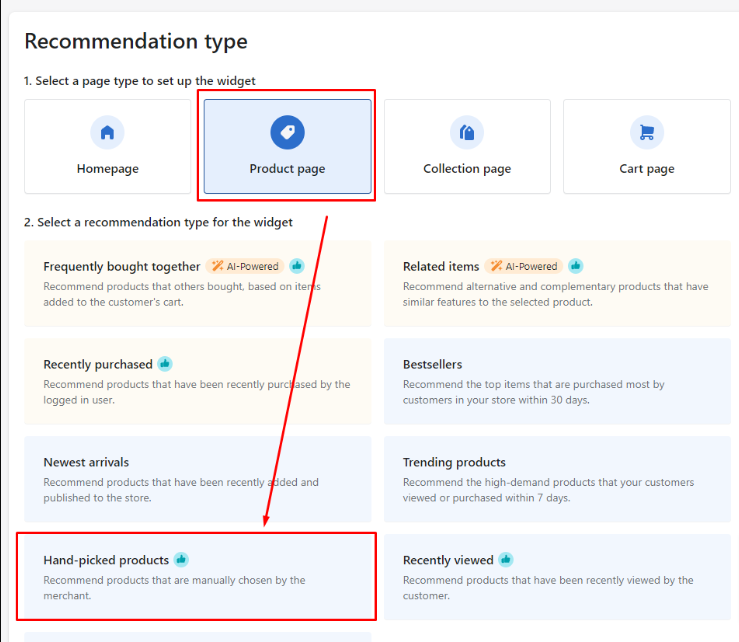 Recommendation type
1. Select a page type to set up the widget
Homepage
Product page
Collection page
Cart page
2. Select a recommendation type for the widget
Frequently bought together AI-Powered
Recommend products that others bought, based on items
added to the customer's cart.
Related items AI-Powered
Recommend alternative and complementary products that have
similar features to the selected product.
Recently purchased
Recommend products that have been recently purchased by the
logged in user.
Bestsellers
Recommend the top items that are purchased most by
customers in your store within 30 days.
Newest arrivals
Recommend products that have been recently added and
published to the store.
Trending products
Recommend the high-demand products that your customers
viewed or purchased within 7 days.
Hand-picked products
Recommend products that are manually chosen by the
merchant.
Recently viewed
Recommend products that have been recently viewed by the
customer.